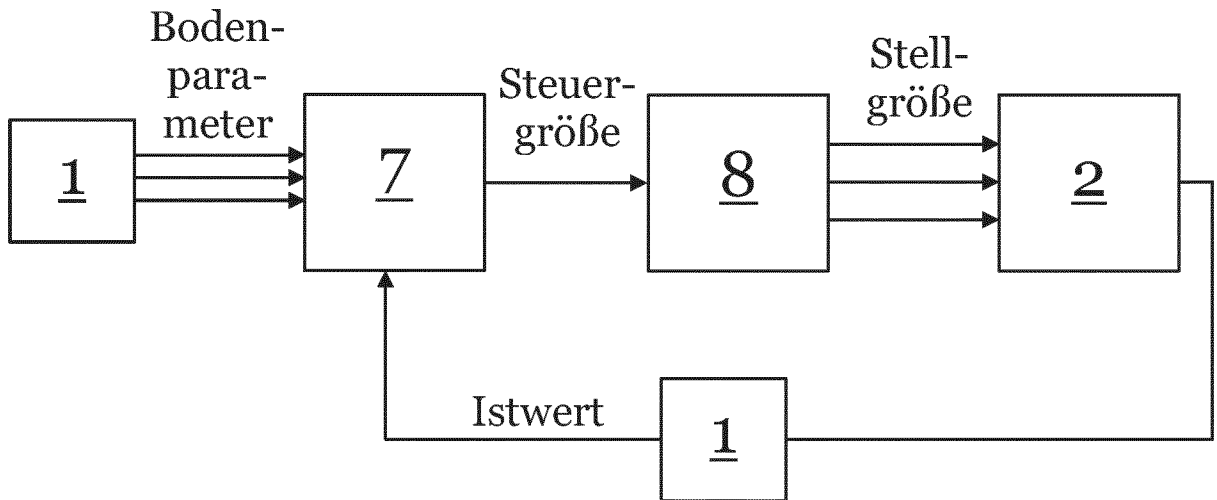 Boden-
para-
meter
Steuer-
größe
Stell-
größe
1
7
8
2
Istwert
1